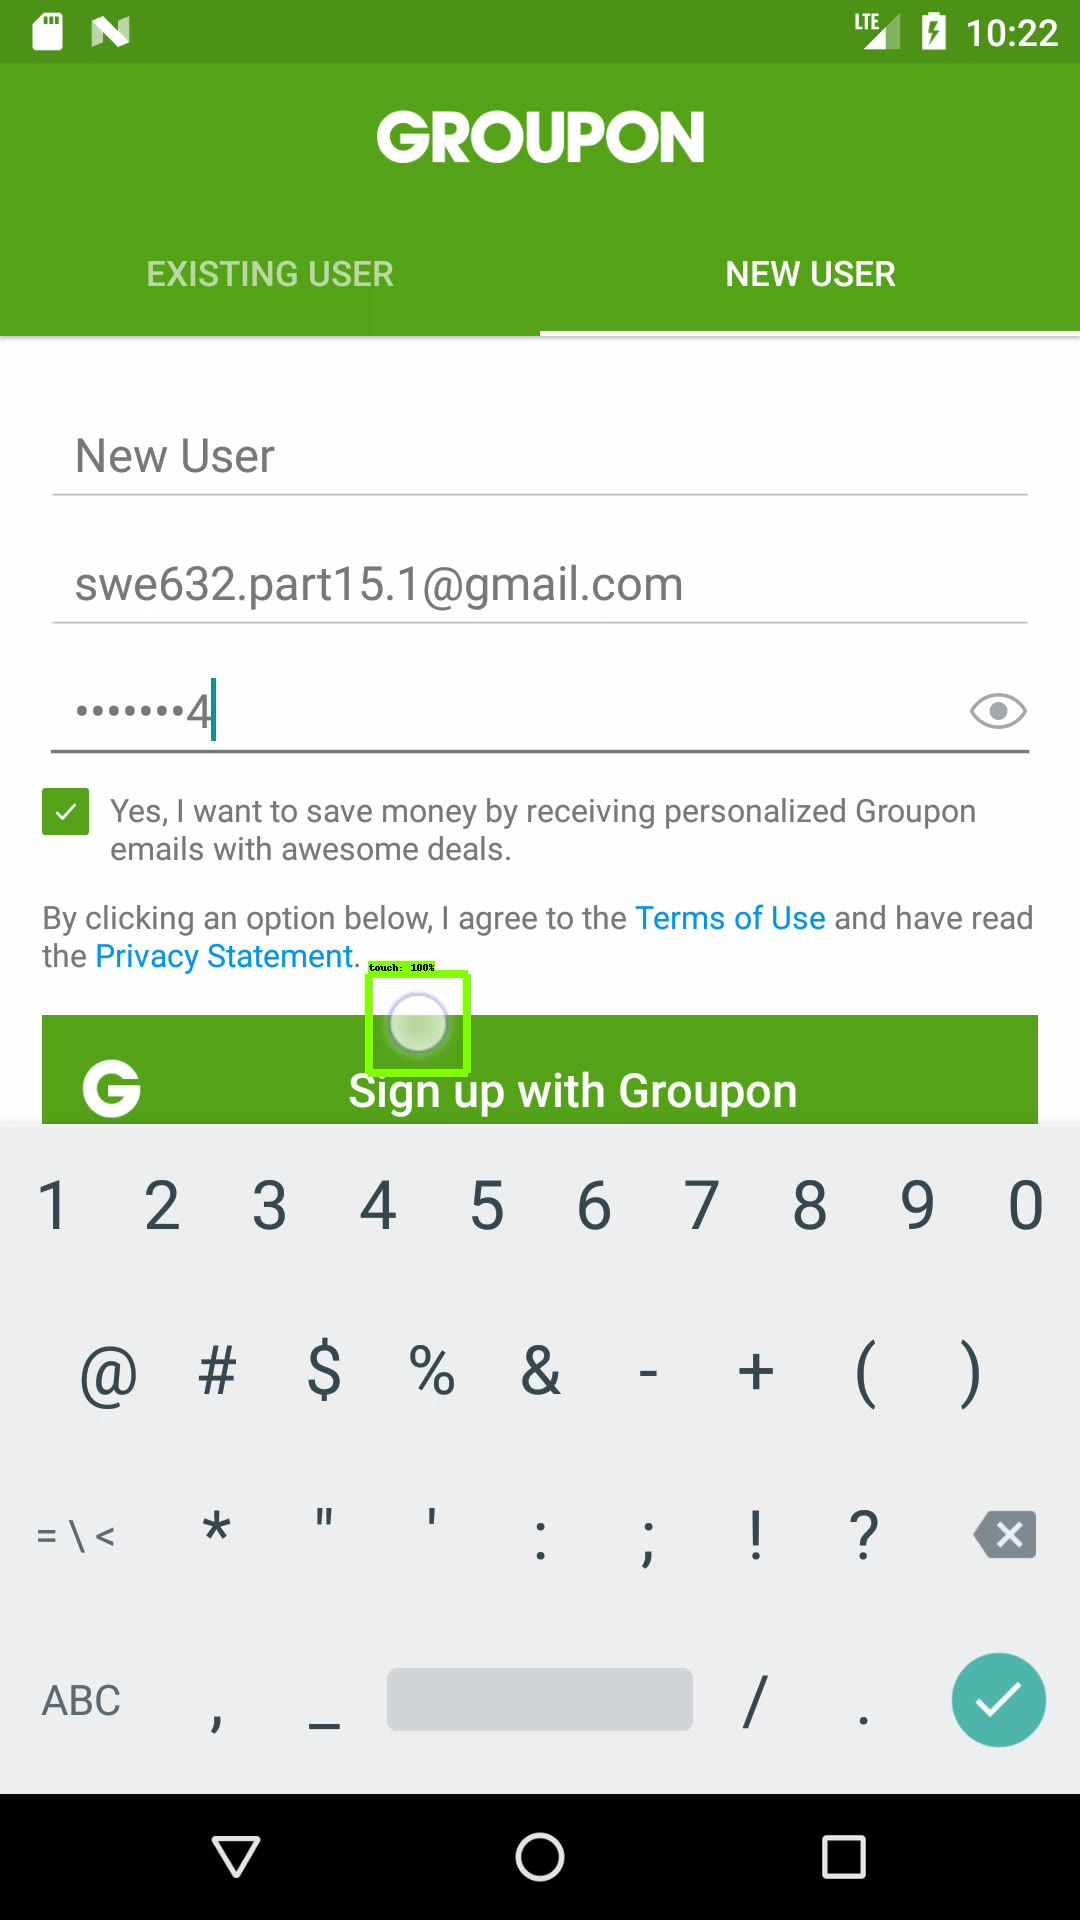 LTE 10:22
GROUPON
EXISTING USER
NEW USER
New User
swe632.part15.1@gmail.com
•••••••4
Yes, I want to save money by receiving personalized Groupon
emails with awesome deals.
By clicking an option below, I agree to the Terms of Use and have read
the Privacy Statement.
touch: 100%
G Sign up with Groupon
1 2 3 4 5 6 7 8 9 0
@ # $ % & - + ( )
= \ < * " ' : ; ! ?
ABC , _ / .